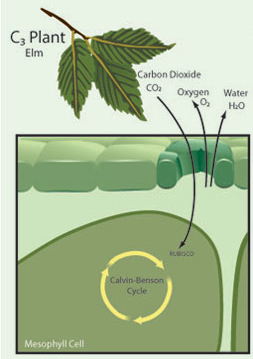 C₃ Plant
Elm
Carbon Dioxide
CO₂
Oxygen
O₂
Water
H₂O
RUBISCO
Calvin-Benson
Cycle
Mesophyll Cell